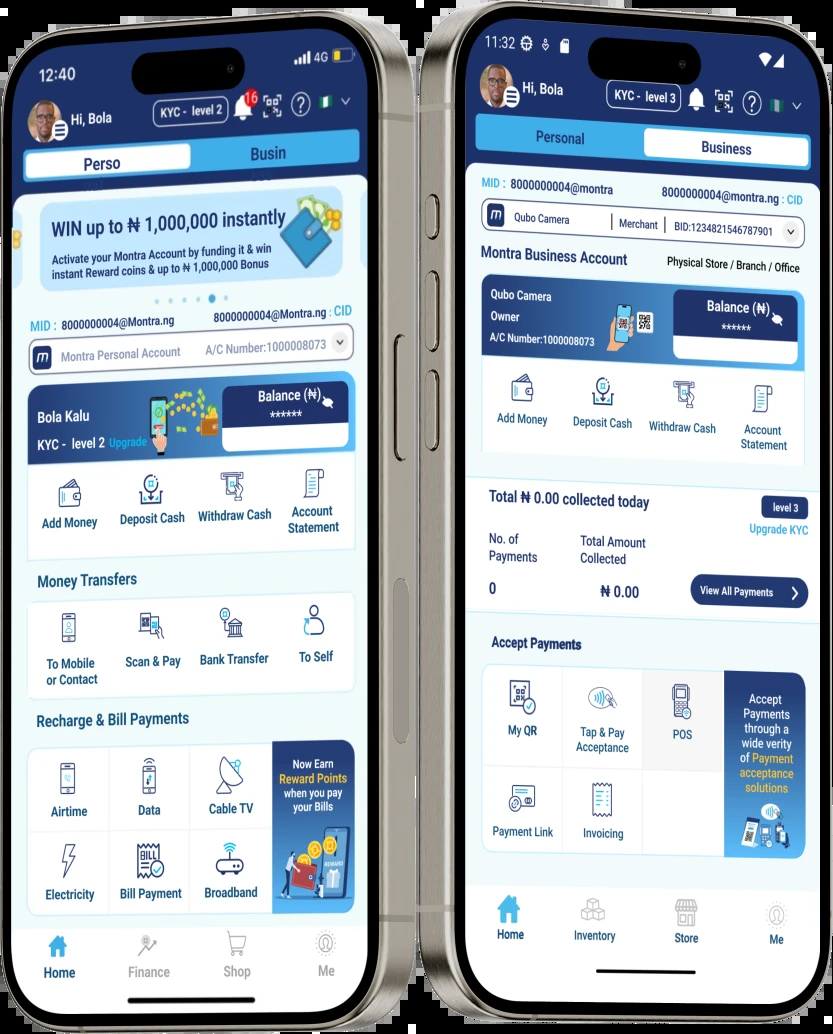 12:40
4G
Hi, Bola
KYC - level 2
16
Perso
Busin
WIN up to ₦ 1,000,000 instantly
Activate your Montra Account by funding it & win
instant Reward coins & up to ₦ 1,000,000 Bonus
MID : 8000000004@Montra.ng
8000000004@Montra.ng : CID
m
Montra Personal Account
A/C Number:1000008073
Bola Kalu
KYC - level 2 Upgrade
Balance (₦)
******
Add Money
Deposit Cash
Withdraw Cash
Account
Statement
Money Transfers
To Mobile
or Contact
Scan & Pay
Bank Transfer
To Self
Recharge & Bill Payments
Airtime
Data
Cable TV
Electricity
BILL
Bill Payment
Broadband
Now Earn
Reward Points
when you pay
your Bills
REWARD
Home
Finance
Shop
Me
11:32
Hi, Bola
KYC - level 3
Personal
Business
MID : 8000000004@montra
8000000004@montra.ng : CID
m
Qubo Camera
Merchant
BID:1234821546787901
Montra Business Account
Physical Store / Branch / Office
Qubo Camera
Owner
A/C Number:1000008073
Balance (₦)
******
Add Money
Deposit Cash
Withdraw Cash
Account
Statement
Total ₦ 0.00 collected today
level 3
Upgrade KYC
No. of
Payments
Total Amount
Collected
0
₦ 0.00
View All Payments
Accept Payments
My QR
Tap & Pay
Acceptance
POS
Payment Link
Invoicing
Accept
Payments
through a
wide verity
of Payment
acceptance
solutions
Home
Inventory
Store
Me